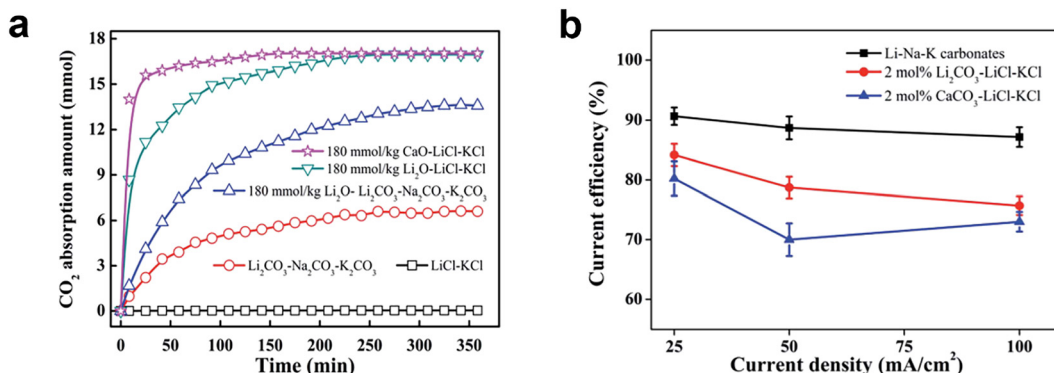 a
18
15
12
9
6
3
0
CO₂ absorption amount (mmol)
180 mmol/kg CaO-LiCl-KCl
180 mmol/kg Li₂O-LiCl-KCl
180 mmol/kg Li₂O- Li₂CO₃-Na₂CO₃-K₂CO₃
Li₂CO₃-Na₂CO₃-K₂CO₃
LiCl-KCl
0 50 100 150 200 250 300 350
Time (min)
b
100
90
80
70
60
Current efficiency (%)
Li-Na-K carbonates
2 mol% Li₂CO₃-LiCl-KCl
2 mol% CaCO₃-LiCl-KCl
25 50 75 100
Current density (mA/cm²)